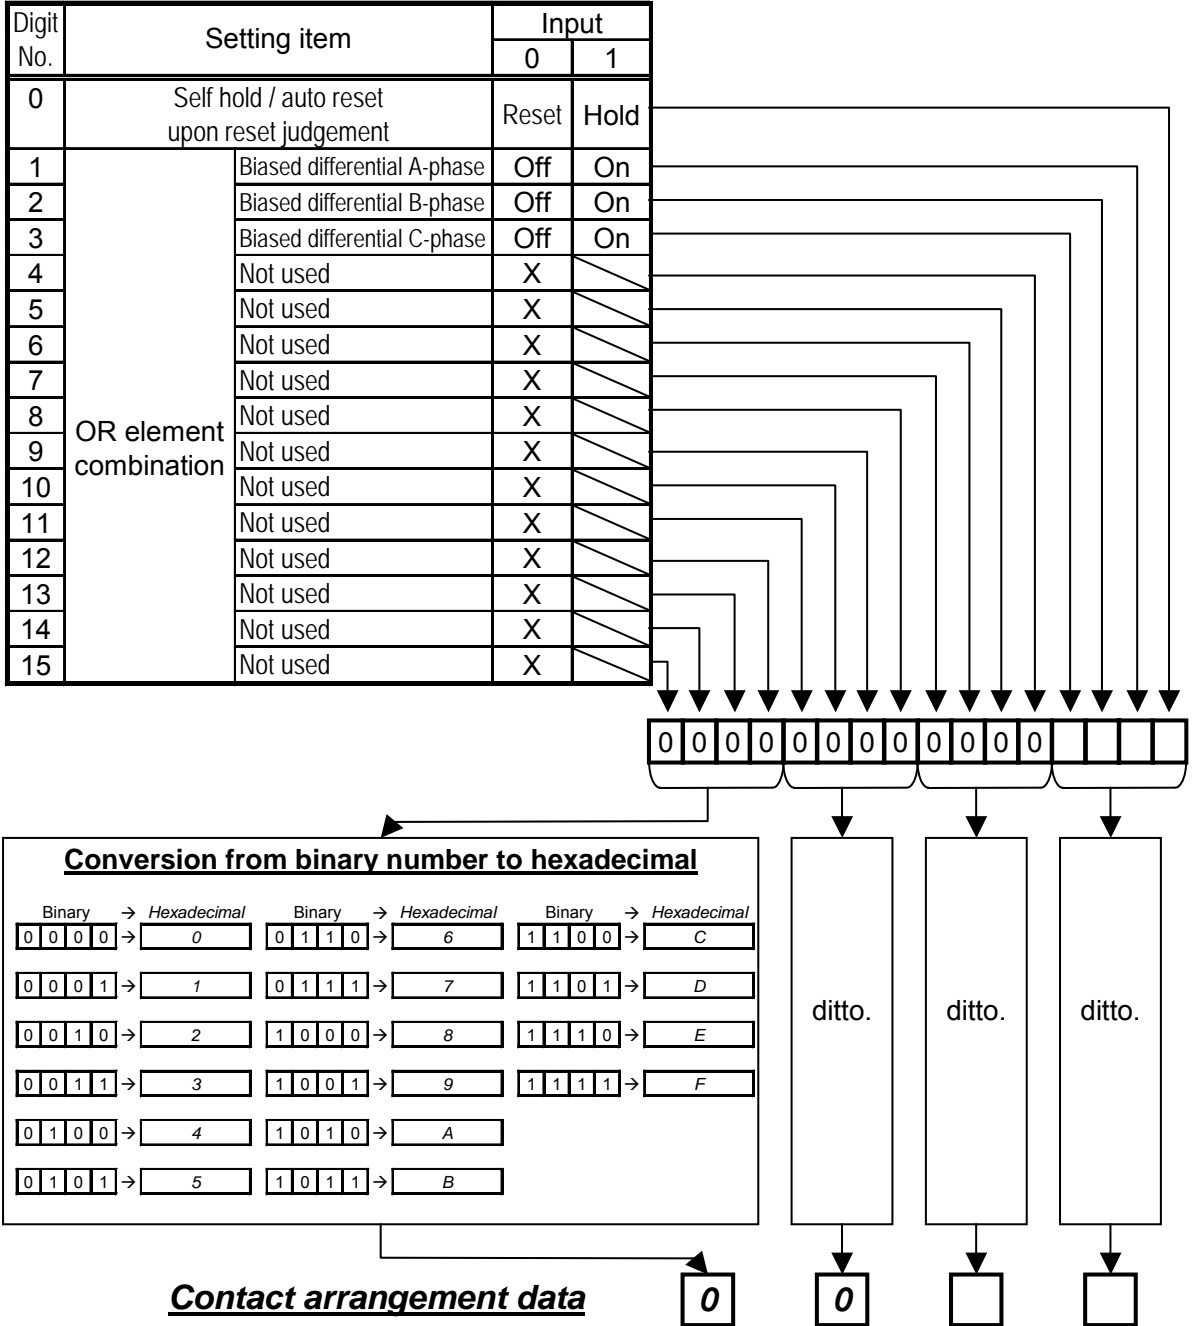 Digit No. Setting item Input
0 1
0 Self hold / auto reset upon reset judgement Reset Hold
1 Biased differential A-phase Off On
2 Biased differential B-phase Off On
3 Biased differential C-phase Off On
4 Not used X
5 Not used X
6 Not used X
7 Not used X
8 Not used X
OR element combination
9 Not used X
10 Not used X
11 Not used X
12 Not used X
13 Not used X
14 Not used X
15 Not used X
0 0 0 0 0 0 0 0 0 0 0 0
Conversion from binary number to hexadecimal
Binary → Hexadecimal Binary → Hexadecimal Binary → Hexadecimal
0 0 0 0 → 0 0 1 1 0 → 6 1 1 0 0 → C
0 0 0 1 → 1 0 1 1 1 → 7 1 1 0 1 → D
0 0 1 0 → 2 1 0 0 0 → 8 1 1 1 0 → E
0 0 1 1 → 3 1 0 0 1 → 9 1 1 1 1 → F
0 1 0 0 → 4 1 0 1 0 → A
0 1 0 1 → 5 1 0 1 1 → B
ditto. ditto. ditto.
Contact arrangement data 0 0